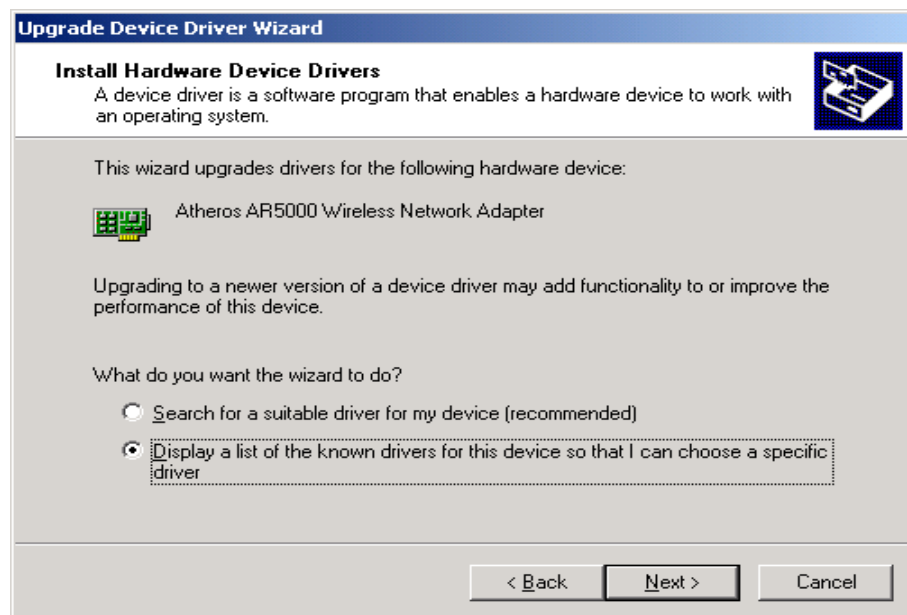 Upgrade Device Driver Wizard
Install Hardware Device Drivers
A device driver is a software program that enables a hardware device to work with
an operating system.
This wizard upgrades drivers for the following hardware device:
Atheros AR5000 Wireless Network Adapter
Upgrading to a newer version of a device driver may add functionality to or improve the
performance of this device.
What do you want the wizard to do?
Search for a suitable driver for my device (recommended)
Display a list of the known drivers for this device so that I can choose a specific
driver
< Back Next > Cancel